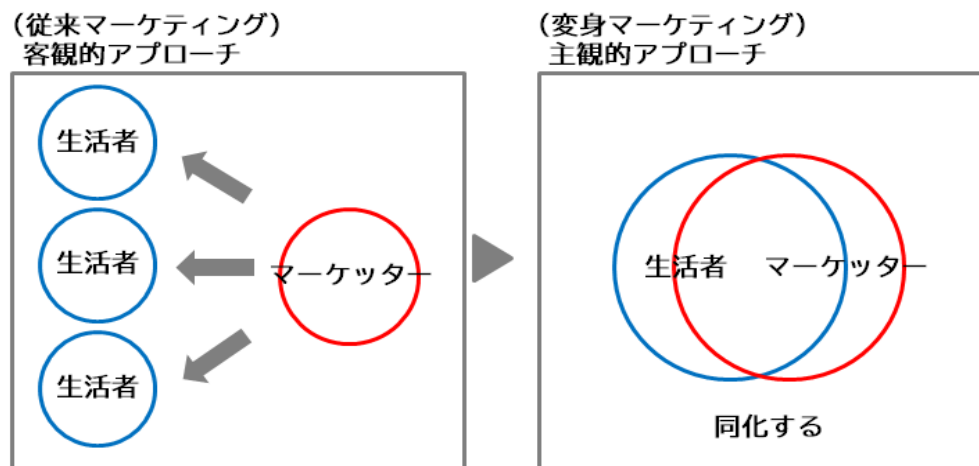 （従来マーケティング）
客観的アプローチ
生活者
生活者
マーケッター
生活者
（変身マーケティング）
主観的アプローチ
生活者 マーケッター
同化する